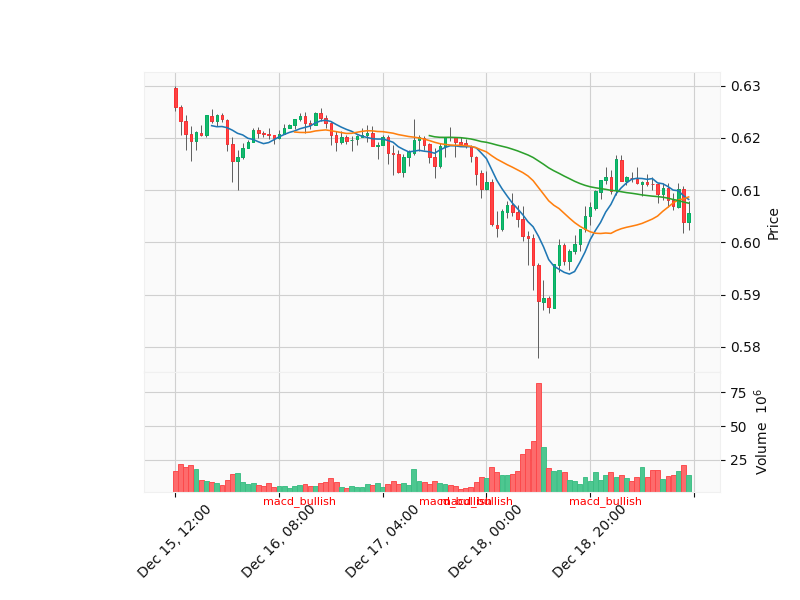 0.63
0.62
0.61
0.60
0.59
0.58
Price
75
50
25
Volume 10⁶
macd_bullish
macd_bullish
macd_bullish
macd_bullish
Dec 15, 12:00
Dec 16, 08:00
Dec 17, 04:00
Dec 18, 00:00
Dec 18, 20:00